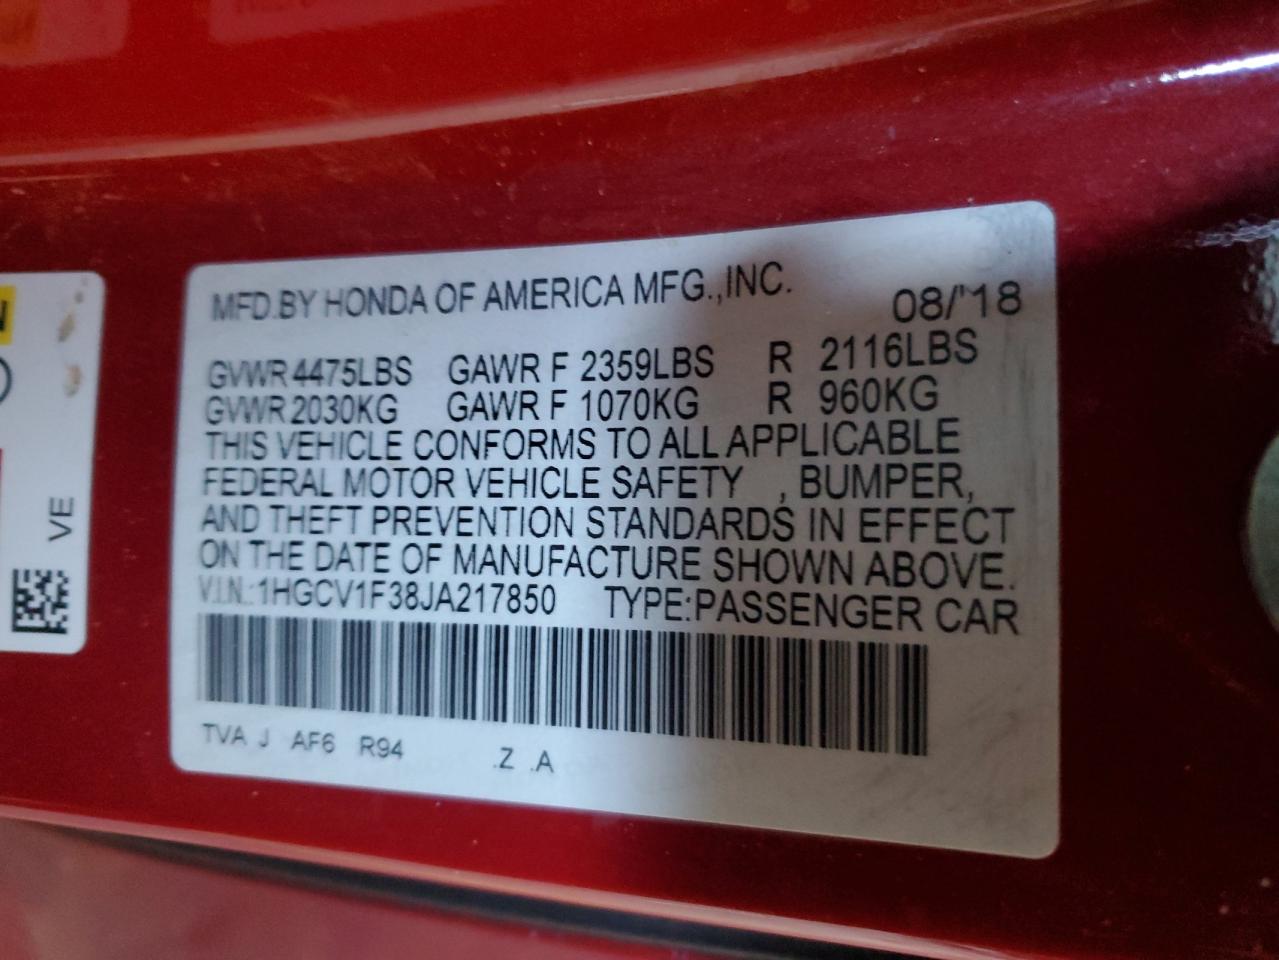 MFD.BY HONDA OF AMERICA MFG.,INC. 08/'18
GVWR 4475LBS GAWR F 2359LBS R 2116LBS
GVWR 2030KG GAWR F 1070KG R 960KG
THIS VEHICLE CONFORMS TO ALL APPLICABLE
FEDERAL MOTOR VEHICLE SAFETY , BUMPER,
AND THEFT PREVENTION STANDARDS IN EFFECT
ON THE DATE OF MANUFACTURE SHOWN ABOVE.
V.I.N.:1HGCV1F38JA217850 TYPE:PASSENGER CAR
TVA J AF6 R94 .Z .A
VE